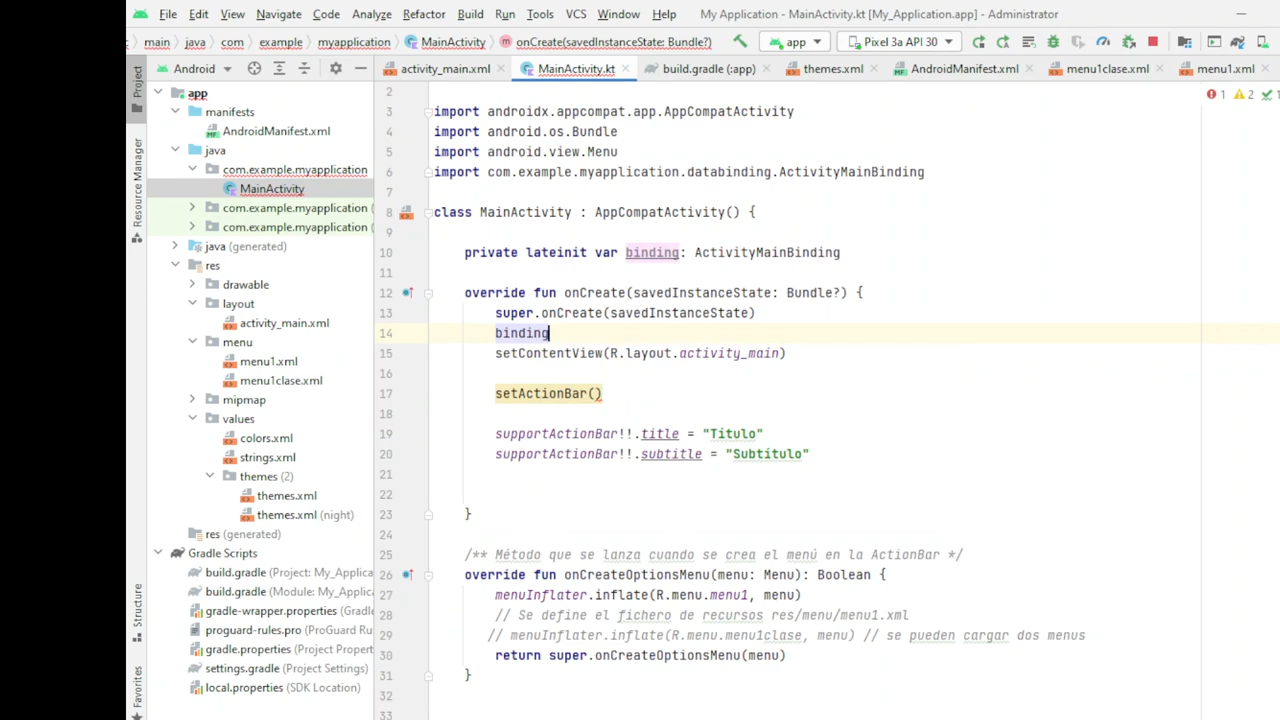 File Edit View Navigate Code Analyze Refactor Build Run Tools VCS Window Help My Application - MainActivity.kt [My_Application.app] - Administrator
main java com example myapplication MainActivity onCreate(savedInstanceState: Bundle?) app Pixel 3a API 30
Android activity_main.xml MainActivity.kt build.gradle (:app) themes.xml AndroidManifest.xml menu1clase.xml menu1.xml
1 2 1
Project
Resource Manager
Structure
Favorites
app
manifests
AndroidManifest.xml
java
com.example.myapplication
MainActivity
com.example.myapplication
com.example.myapplication
java (generated)
res
drawable
layout
activity_main.xml
menu
menu1.xml
menu1clase.xml
mipmap
values
colors.xml
strings.xml
themes (2)
themes.xml
themes.xml (night)
res (generated)
Gradle Scripts
build.gradle (Project: My_Applica
build.gradle (Module: My_Applica
gradle-wrapper.properties (Gradle
proguard-rules.pro (ProGuard Ru
gradle.properties (Project Propert
settings.gradle (Project Settings)
local.properties (SDK Location)
2
3 import androidx.appcompat.app.AppCompatActivity
4 import android.os.Bundle
5 import android.view.Menu
6 import com.example.myapplication.databinding.ActivityMainBinding
7
8 class MainActivity : AppCompatActivity() {
9
10 private lateinit var binding: ActivityMainBinding
11
12 override fun onCreate(savedInstanceState: Bundle?) {
13 super.onCreate(savedInstanceState)
14 binding
15 setContentView(R.layout.activity_main)
16
17 setActionBar()
18
19 supportActionBar!!.title = "Titulo"
20 supportActionBar!!.subtitle = "Subtitulo"
21
22
23 }
24
25 /** Método que se lanza cuando se crea el menú en la ActionBar */
26 override fun onCreateOptionsMenu(menu: Menu): Boolean {
27 menuInflater.inflate(R.menu.menu1, menu)
28 // Se define el fichero de recursos res/menu/menu1.xml
29 // menuInflater.inflate(R.menu.menu1clase, menu) // se pueden cargar dos menus
30 return super.onCreateOptionsMenu(menu)
31 }
32
33